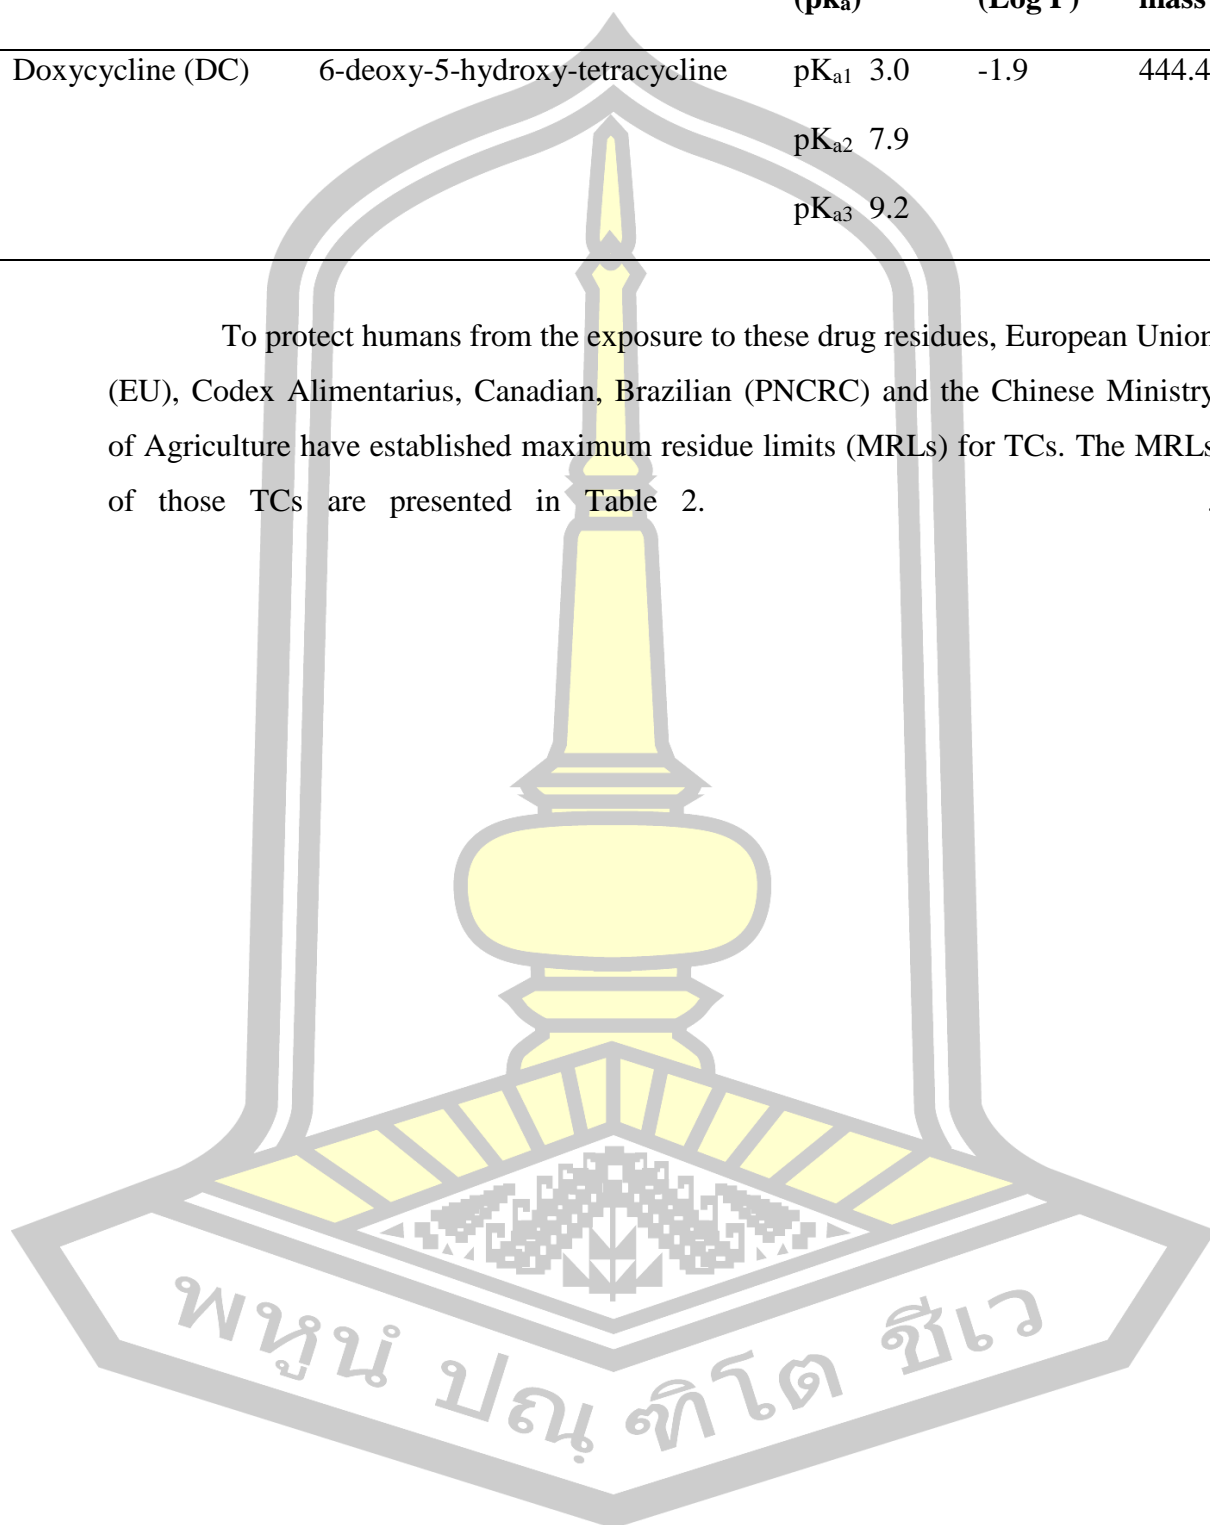 (pkₐ) (Log P) mass
Doxycycline (DC) 6-deoxy-5-hydroxy-tetracycline pKₐ₁ 3.0 -1.9 444.4
pKₐ₂ 7.9
pKₐ₃ 9.2
To protect humans from the exposure to these drug residues, European Union
(EU), Codex Alimentarius, Canadian, Brazilian (PNCRC) and the Chinese Ministry
of Agriculture have established maximum residue limits (MRLs) for TCs. The MRLs
of those TCs are presented in Table 2. .
พหูนํ ปณฺฑิโต ชีเว